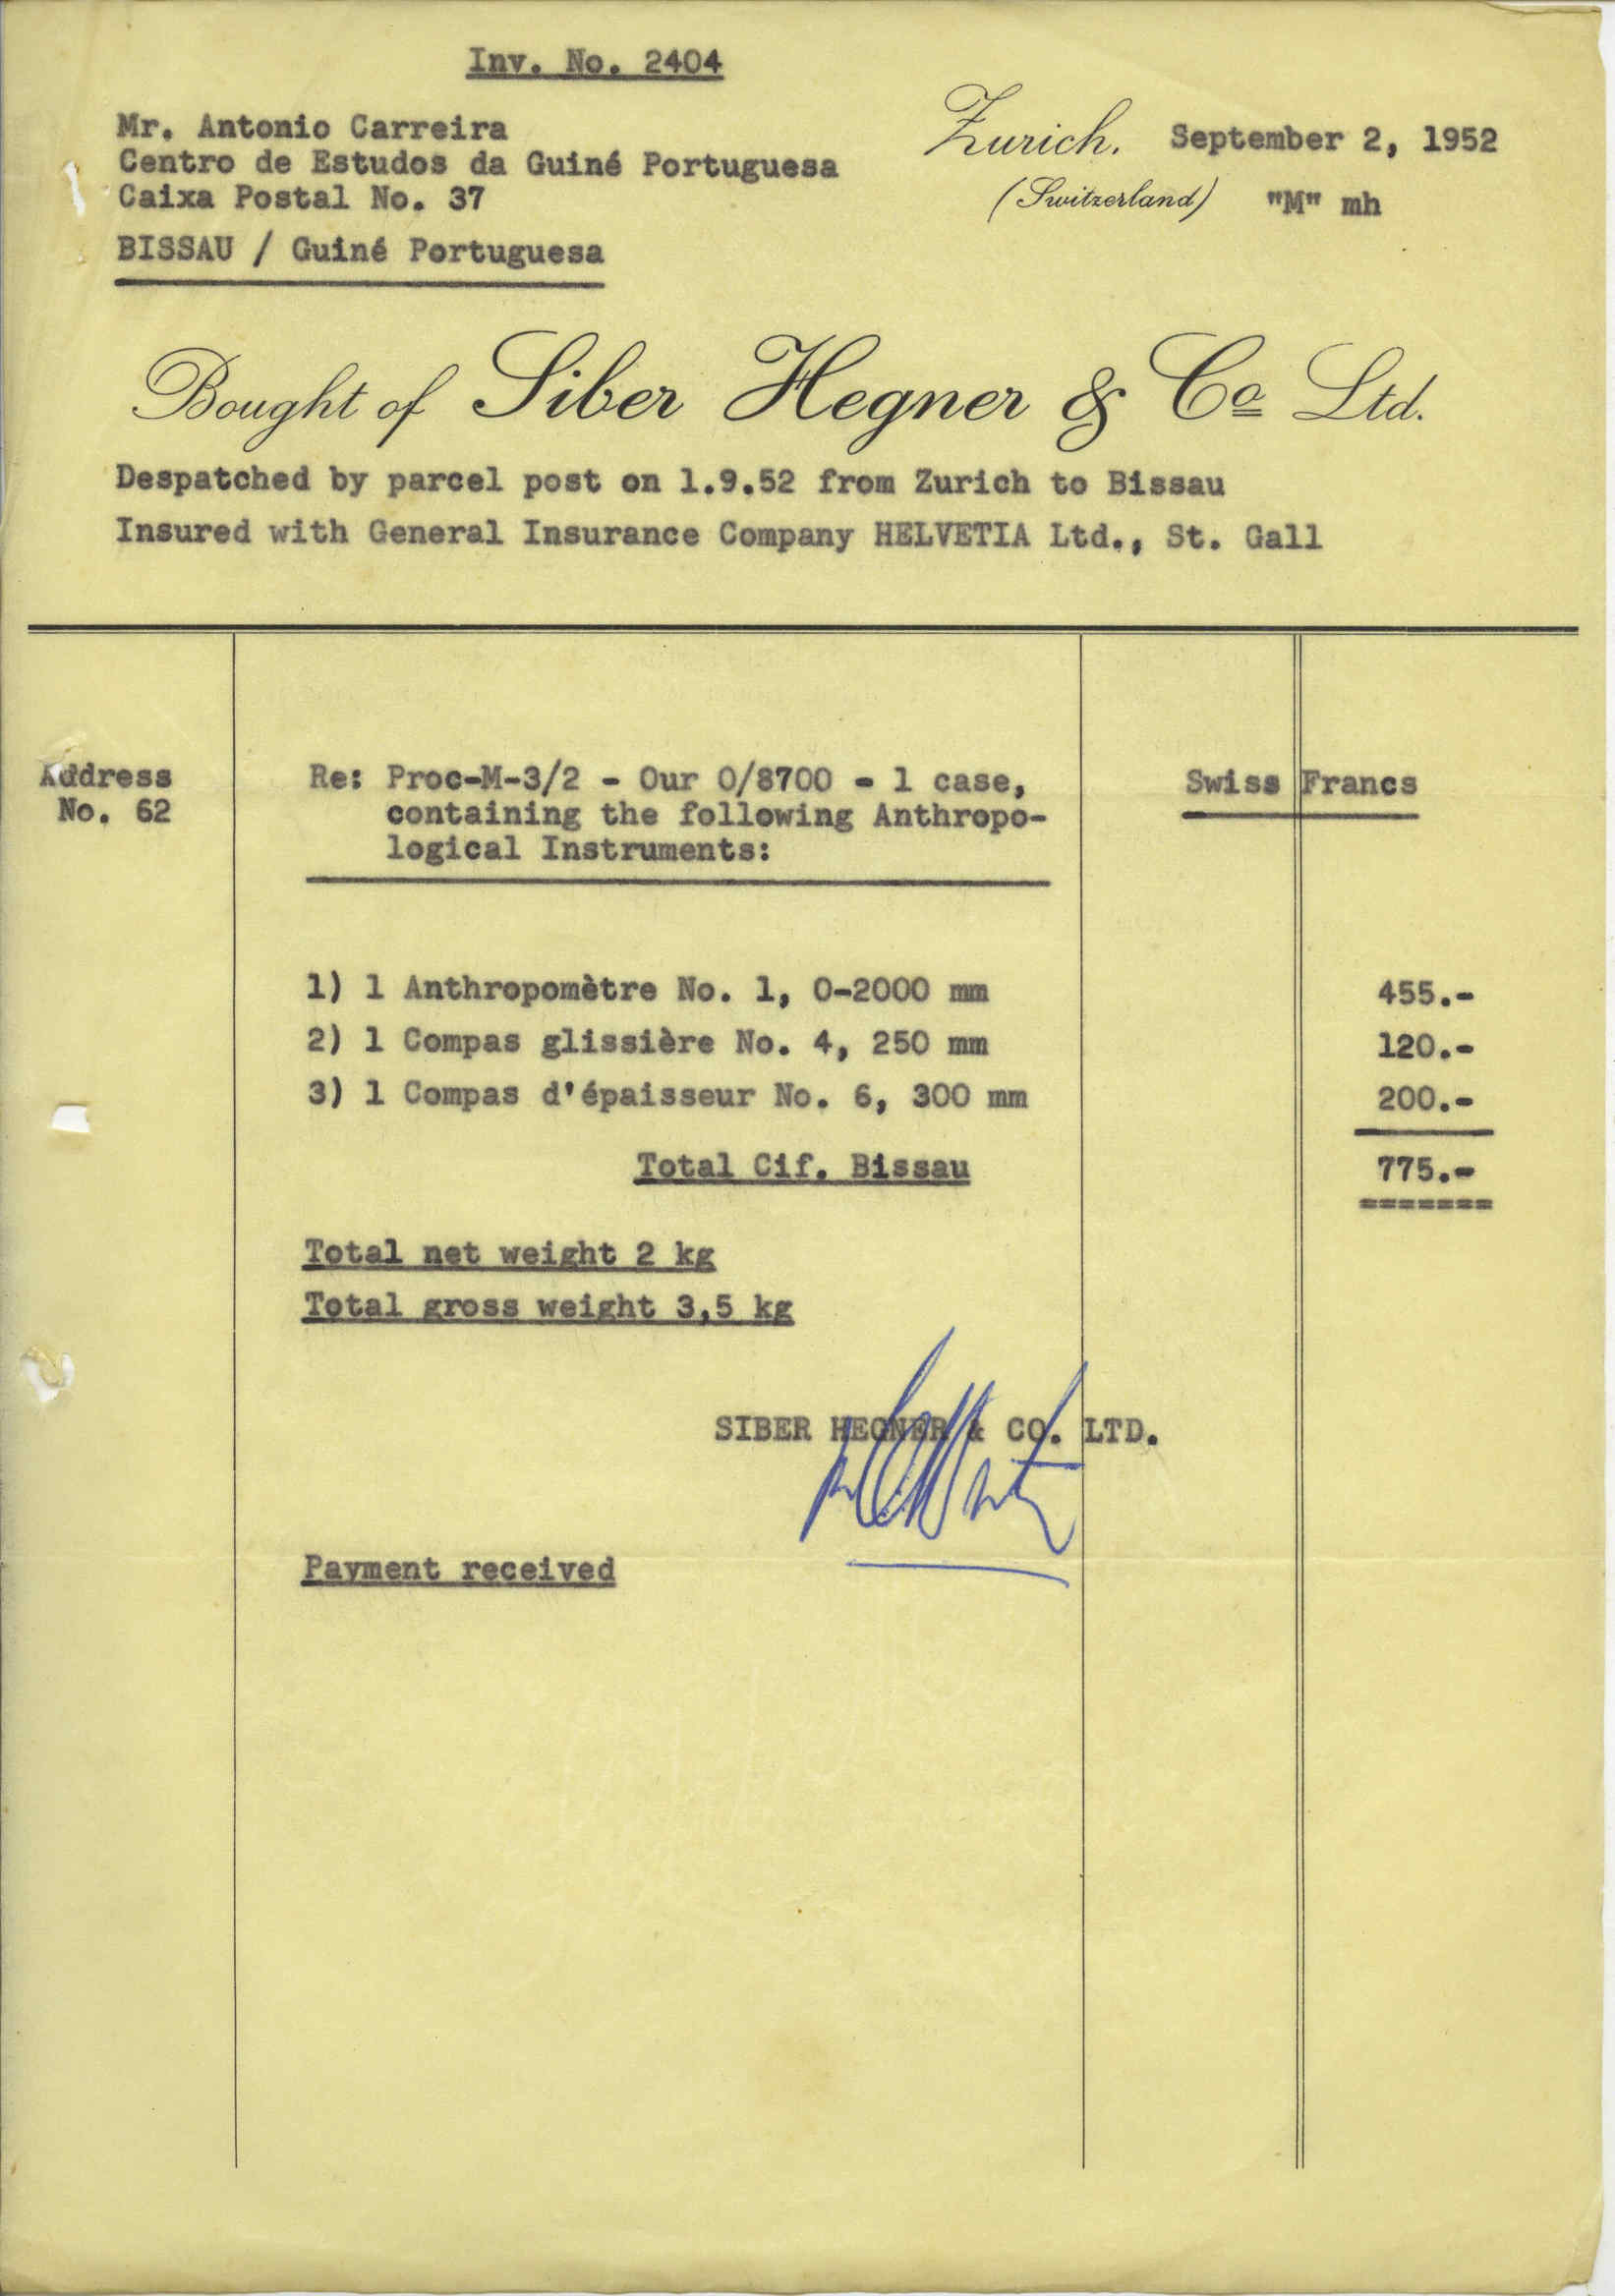 Inv. No. 2404
Mr. Antonio Carreira
Centro de Estudos da Guiné Portuguesa
Caixa Postal No. 37
BISSAU / Guiné Portuguesa
Zurich. September 2, 1952
(Switzerland) "M" mh
Bought of Siber Hegner & Co Ltd.
Despatched by parcel post on 1.9.52 from Zurich to Bissau
Insured with General Insurance Company HELVETIA Ltd., St. Gall
Address
No. 62
Re: Proc-M-3/2 - Our O/8700 - 1 case,
containing the following Anthropo-
logical Instruments:
Swiss Francs
1) 1 Anthropomètre No. 1, 0-2000 mm 455.-
2) 1 Compas glissière No. 4, 250 mm 120.-
3) 1 Compas d'épaisseur No. 6, 300 mm 200.-
Total Cif. Bissau 775.-
=======
Total net weight 2 kg
Total gross weight 3,5 kg
SIBER HEGNER & CO. LTD.
Payment received